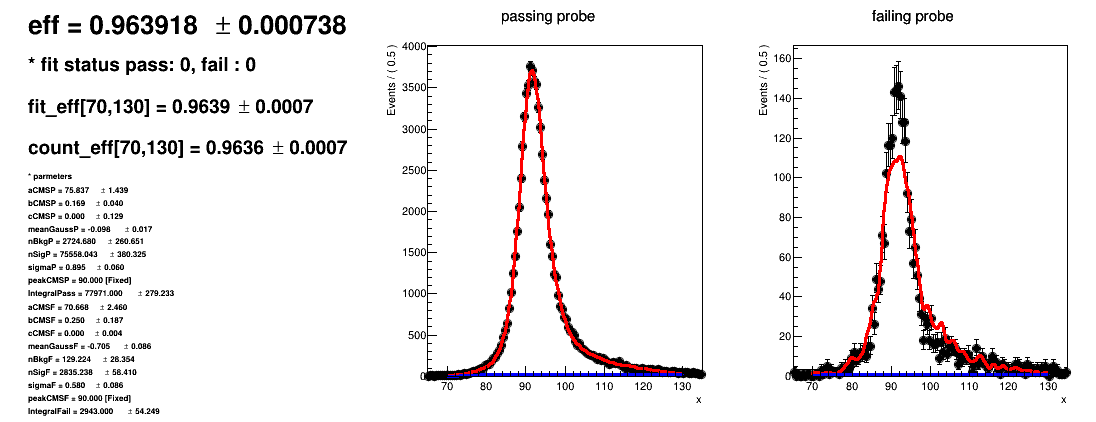 eff = 0.963918 ± 0.000738
* fit status pass: 0, fail : 0
fit_eff[70,130] = 0.9639 ± 0.0007
count_eff[70,130] = 0.9636 ± 0.0007
* parmeters
aCMSP = 75.837 ± 1.439
bCMSP = 0.169 ± 0.040
cCMSP = 0.000 ± 0.129
meanGaussP = -0.098 ± 0.017
nBkgP = 2724.680 ± 260.651
nSigP = 75558.043 ± 380.325
sigmaP = 0.895 ± 0.060
peakCMSP = 90.000 [Fixed]
IntegralPass = 77971.000 ± 279.233
aCMSF = 70.668 ± 2.460
bCMSF = 0.250 ± 0.187
cCMSF = 0.000 ± 0.004
meanGaussF = -0.705 ± 0.086
nBkgF = 129.224 ± 28.354
nSigF = 2835.238 ± 58.410
sigmaF = 0.580 ± 0.086
peakCMSF = 90.000 [Fixed]
IntegralFail = 2943.000 ± 54.249
passing probe
Events / ( 0.5 )
4000
3500
3000
2500
2000
1500
1000
500
0
70 80 90 100 110 120 130
x
failing probe
Events / ( 0.5 )
160
140
120
100
80
60
40
20
0
70 80 90 100 110 120 130
x